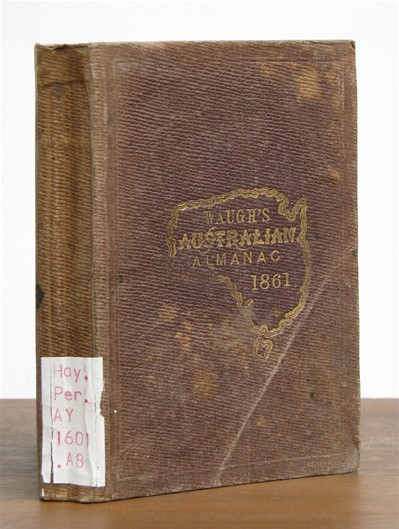 WAUGH'S
AUSTRALIAN
ALMANAC
1861
Hay.
Per.
AY
1601
.A8